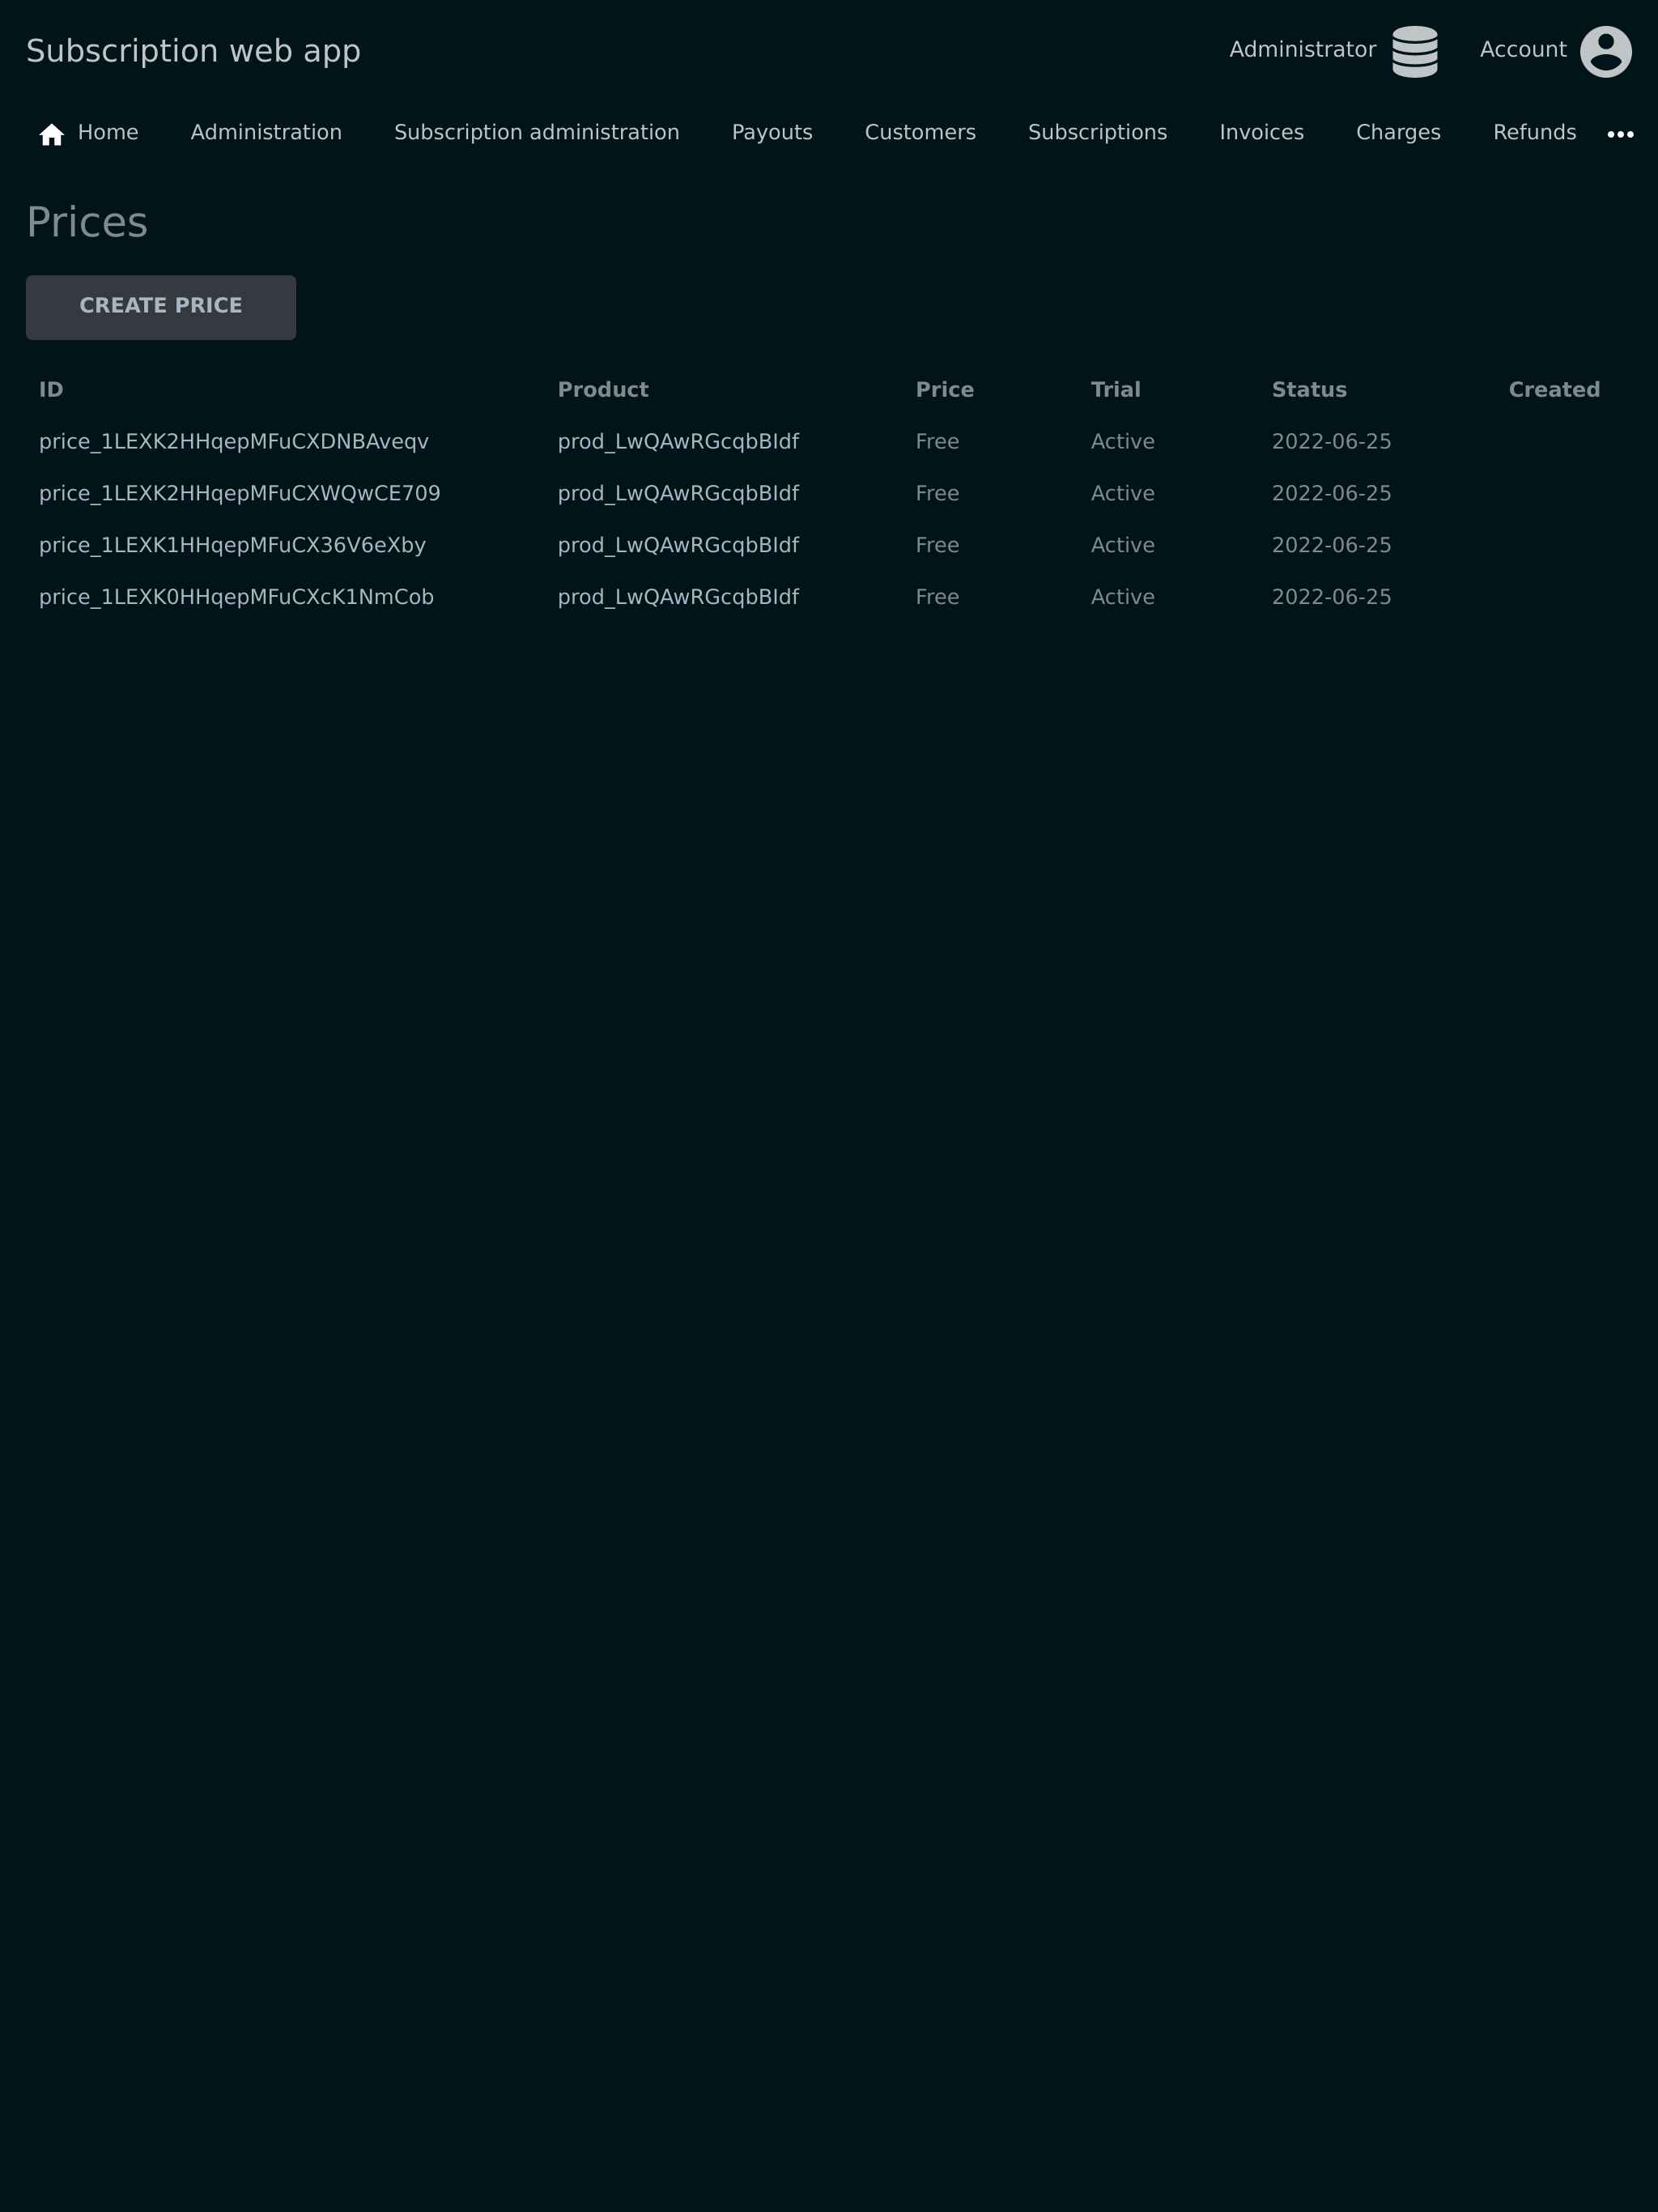 Subscription web app Administrator Account
Home Administration Subscription administration Payouts Customers Subscriptions Invoices Charges Refunds
Prices
CREATE PRICE
ID Product Price Trial Status Created
price_1LEXK2HHqepMFuCXDNBAveqv prod_LwQAwRGcqbBIdf Free Active 2022-06-25
price_1LEXK2HHqepMFuCXWQwCE709 prod_LwQAwRGcqbBIdf Free Active 2022-06-25
price_1LEXK1HHqepMFuCX36V6eXby prod_LwQAwRGcqbBIdf Free Active 2022-06-25
price_1LEXK0HHqepMFuCXcK1NmCob prod_LwQAwRGcqbBIdf Free Active 2022-06-25